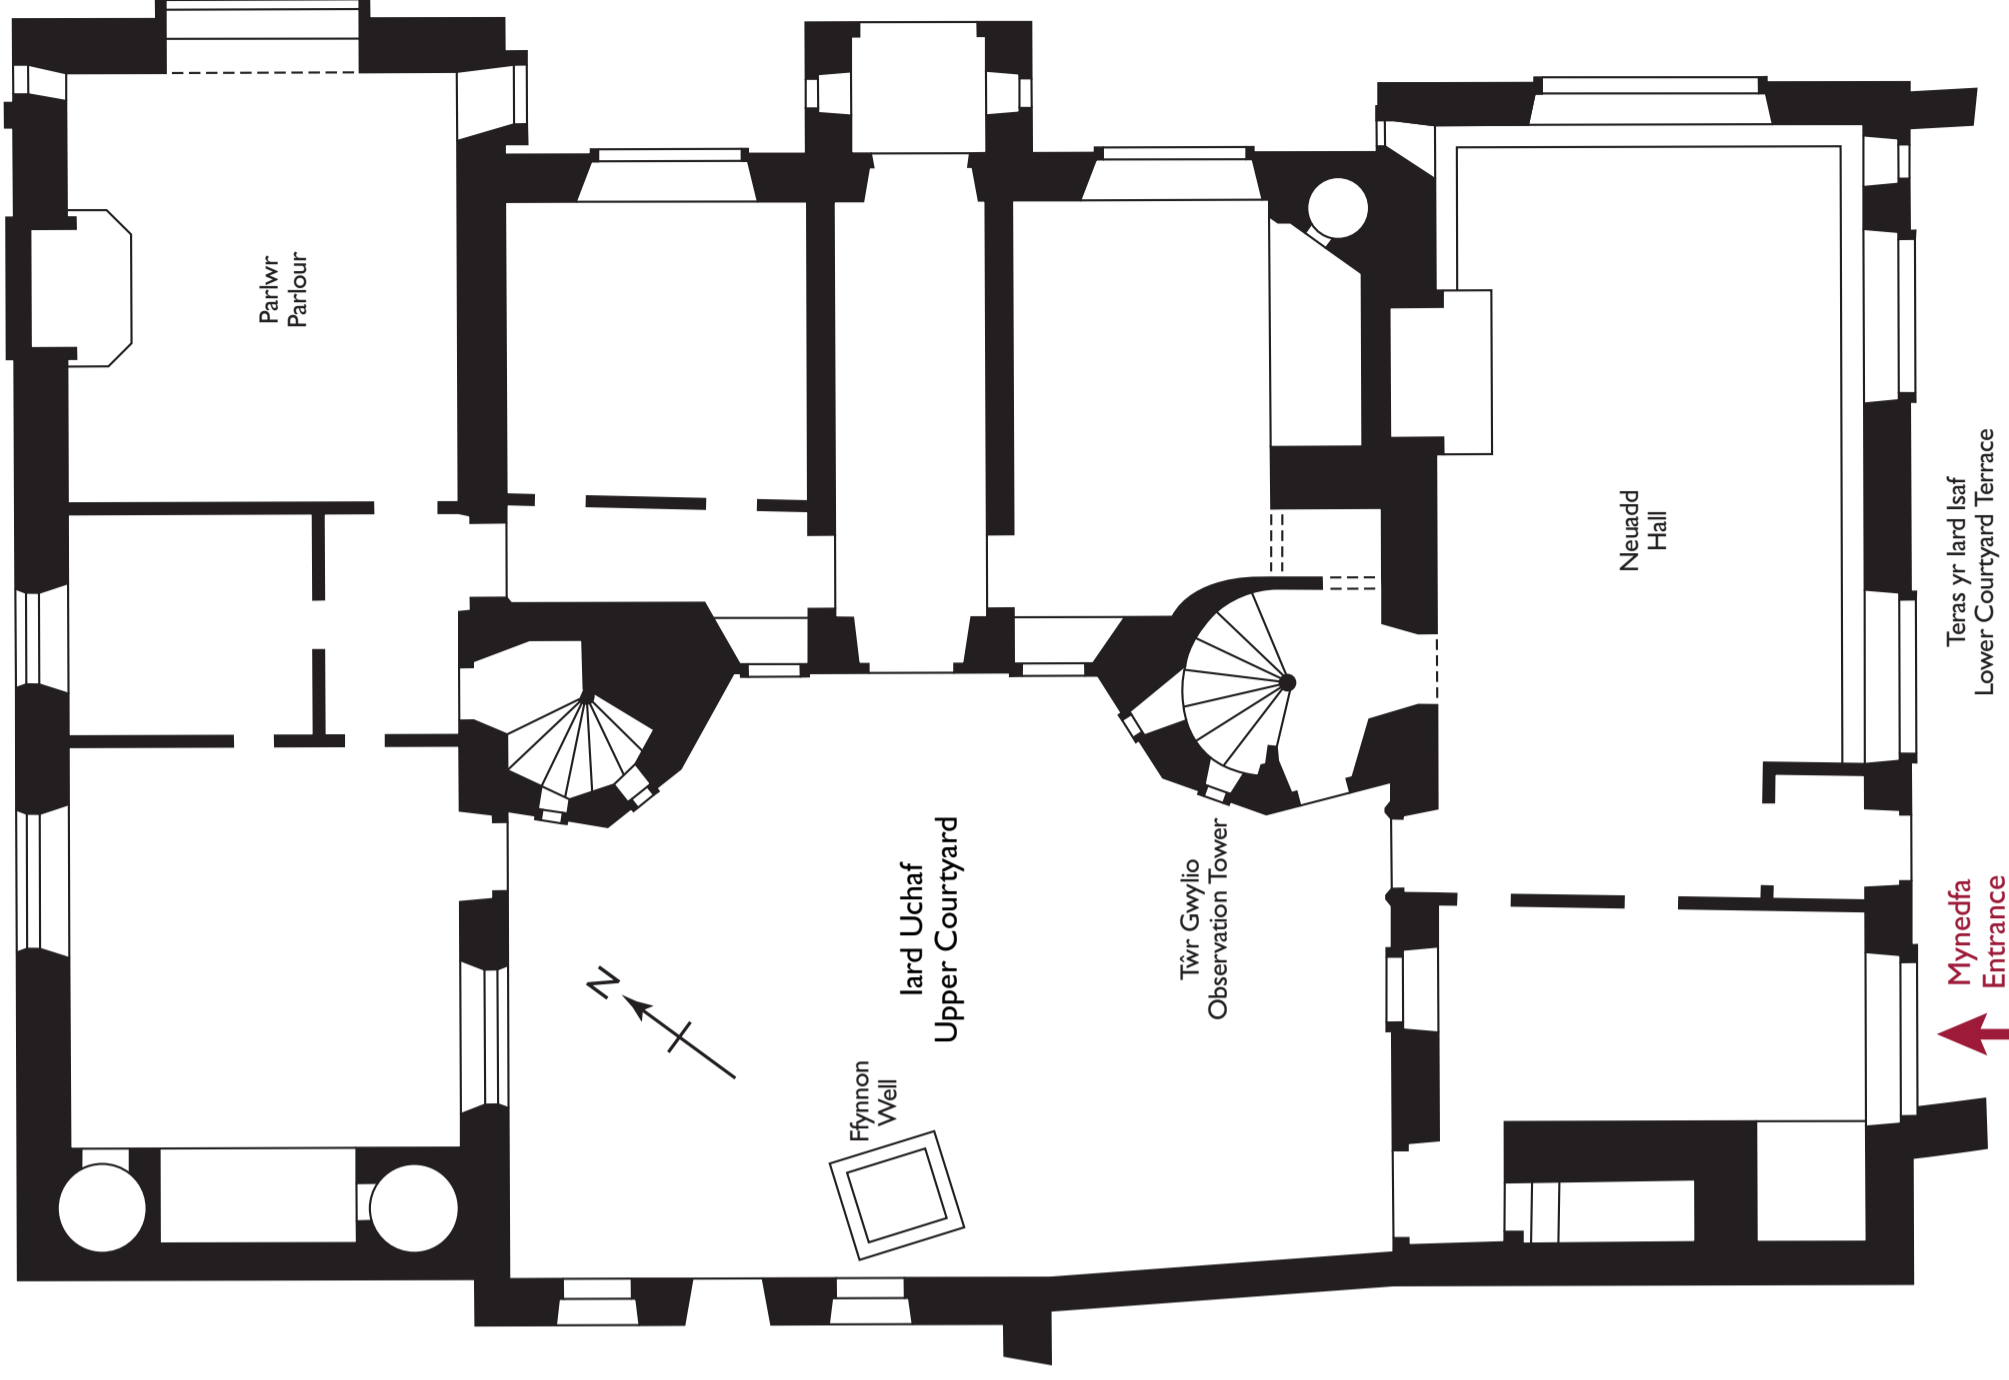 Parlwr
Parlour
Neuadd
Hall
Teras yr Iard Isaf
Lower Courtyard Terrace
Iard Uchaf
Upper Courtyard
Tŵr Gwylio
Observation Tower
Mynedfa
Entrance
N
Ffynnon
Well